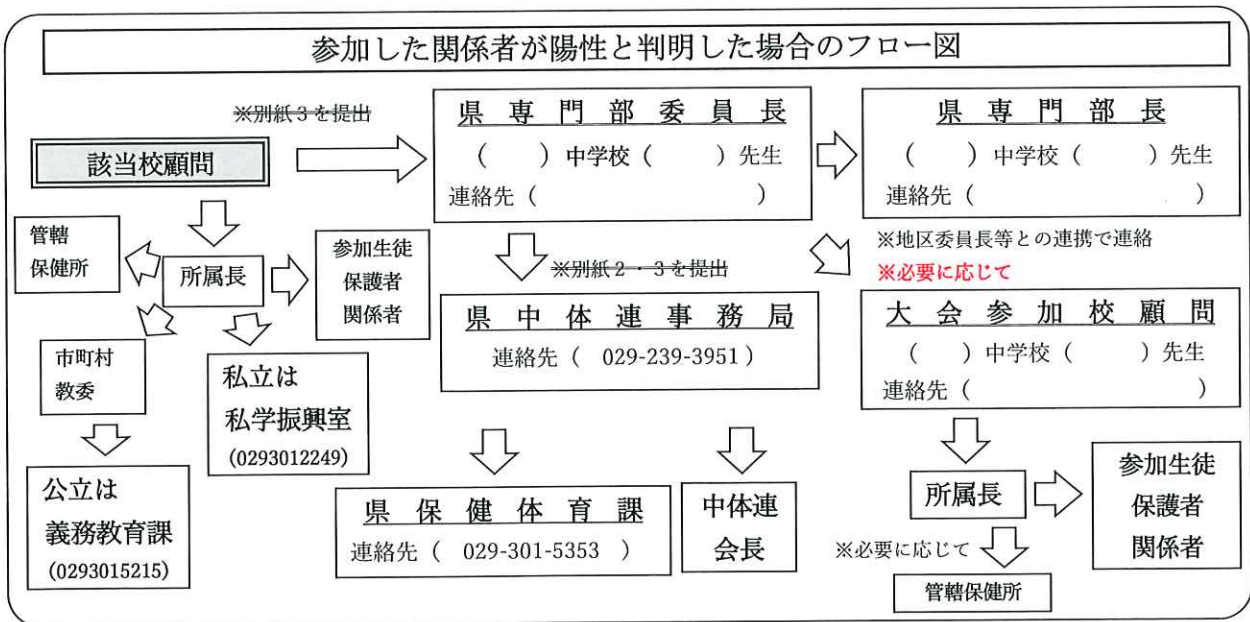 参加した関係者が陽性と判明した場合のフロー図
※別紙3を提出
該当校顧問
県専門部委員長
(　　)中学校(　　)先生
連絡先(　　)
県専門部長
(　　)中学校(　　)先生
連絡先(　　)
※地区委員長等との連携で連絡
※必要に応じて
管轄
保健所
所属長
参加生徒
保護者
関係者
※別紙2・3を提出
県中体連事務局
連絡先( 029-239-3951 )
大会参加校顧問
(　　)中学校(　　)先生
連絡先(　　)
市町村
教委
私立は
私学振興室
(0293012249)
公立は
義務教育課
(0293015215)
県保健体育課
連絡先( 029-301-5353 )
中体連
会長
所属長
参加生徒
保護者
関係者
※必要に応じて
管轄保健所